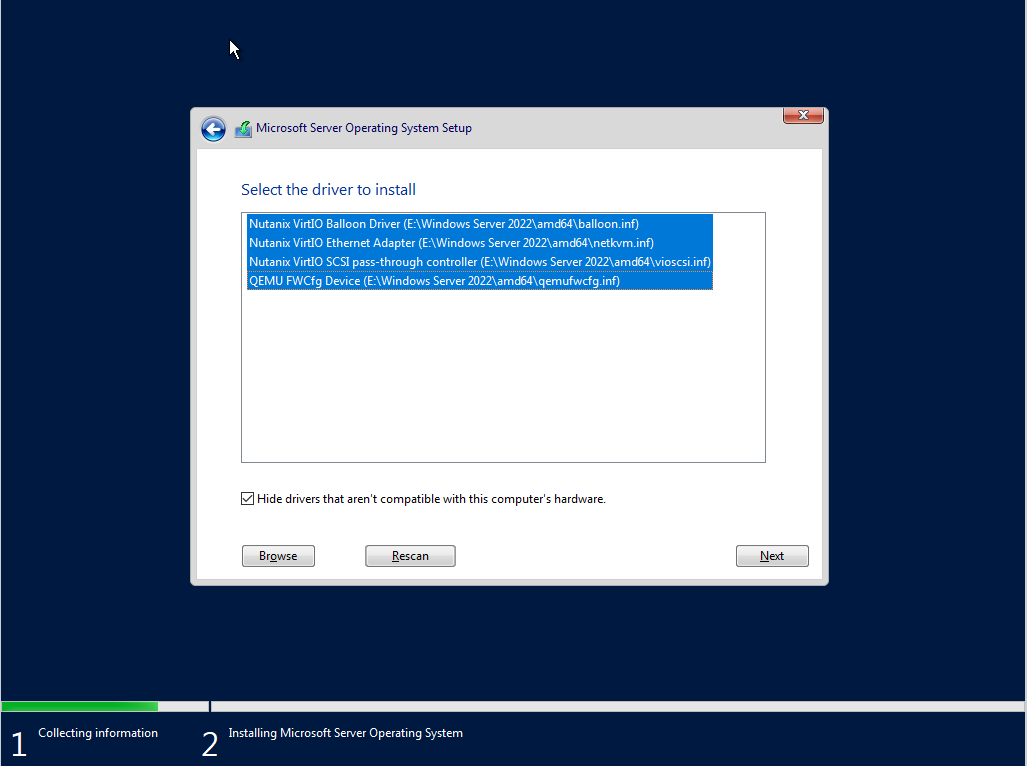 Microsoft Server Operating System Setup
Select the driver to install
Nutanix VirtIO Balloon Driver (E:\Windows Server 2022\amd64\balloon.inf)
Nutanix VirtIO Ethernet Adapter (E:\Windows Server 2022\amd64\netkvm.inf)
Nutanix VirtIO SCSI pass-through controller (E:\Windows Server 2022\amd64\vioscsi.inf)
QEMU FWCfg Device (E:\Windows Server 2022\amd64\qemufwcfg.inf)
Hide drivers that aren't compatible with this computer's hardware.
Browse Rescan Next
1 Collecting information 2 Installing Microsoft Server Operating System